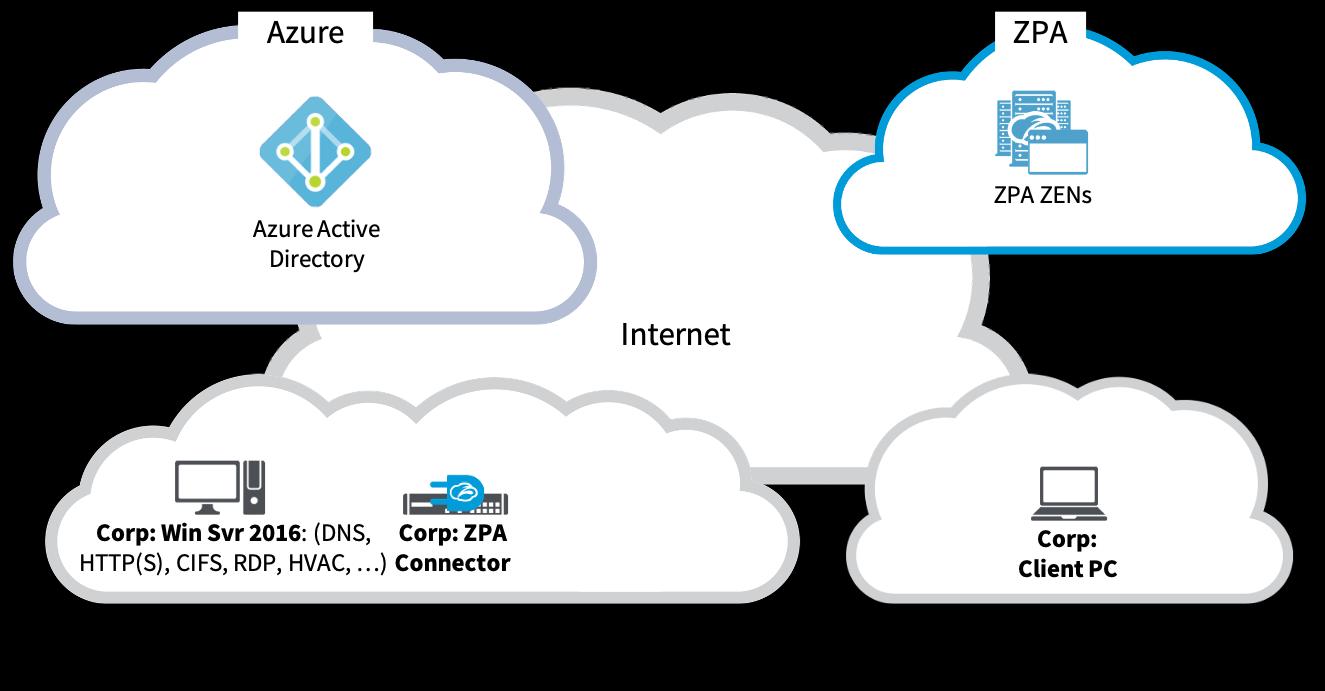 Azure
ZPA
Azure Active
Directory
ZPA ZENs
Internet
Corp: Win Svr 2016: (DNS,
HTTP(S), CIFS, RDP, HVAC, …)
Corp: ZPA
Connector
Corp:
Client PC